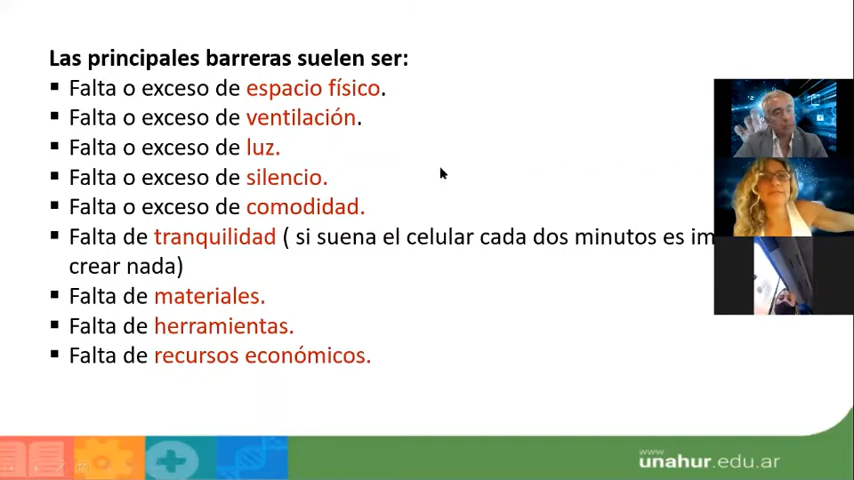 Las principales barreras suelen ser:
▪ Falta o exceso de espacio físico.
▪ Falta o exceso de ventilación.
▪ Falta o exceso de luz.
▪ Falta o exceso de silencio.
▪ Falta o exceso de comodidad.
▪ Falta de tranquilidad ( si suena el celular cada dos minutos es im
crear nada)
▪ Falta de materiales.
▪ Falta de herramientas.
▪ Falta de recursos económicos.
www
unahur.edu.ar